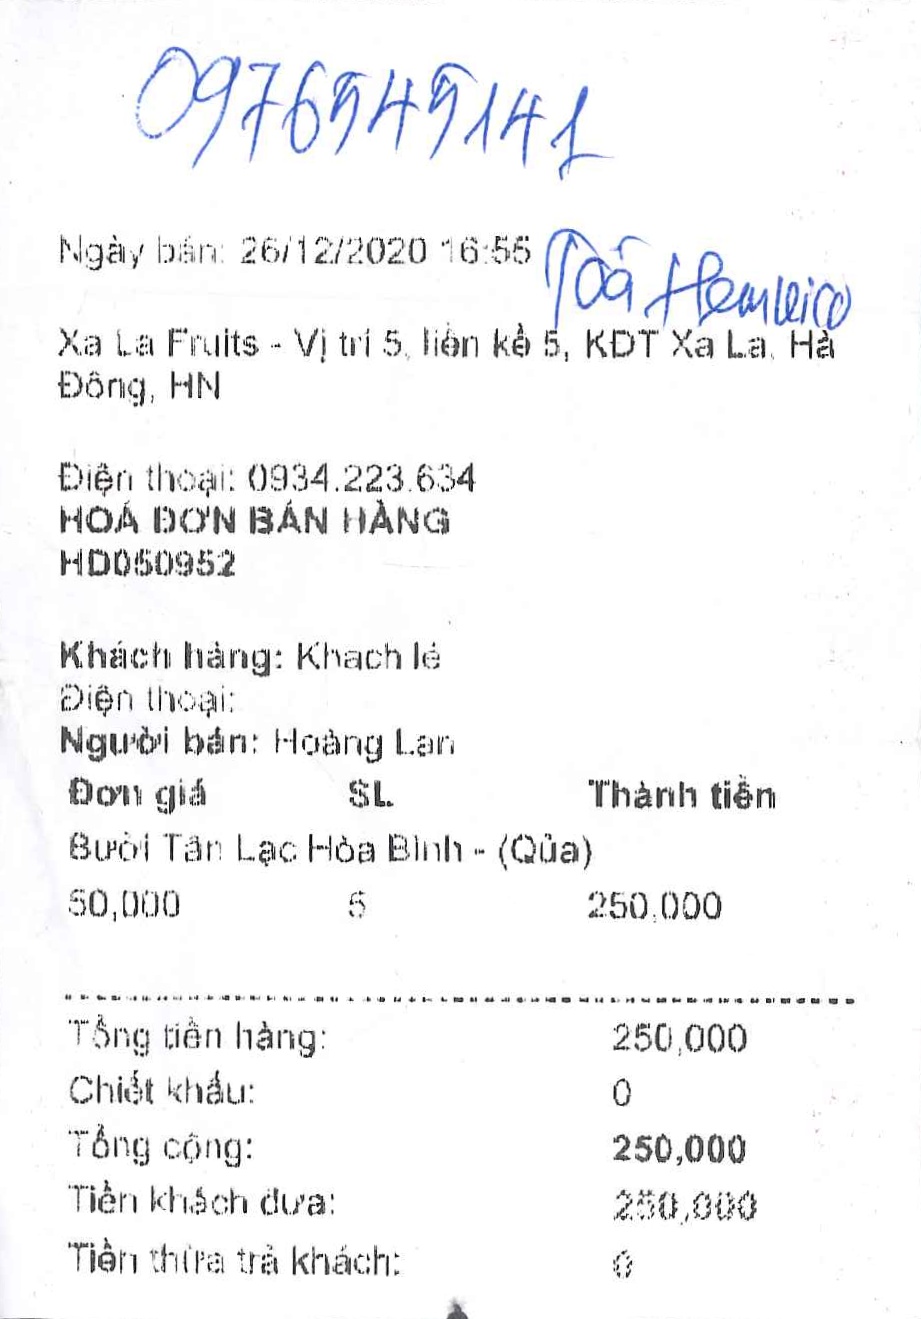 0976545141
Ngày bán: 26/12/2020 16:55
Toà Hemisco
Xa La Fruits - Vị trí 5, liền kề 5, KĐT Xa La, Hà
Đông, HN
Điện thoại: 0934.223.634
HOÁ ĐƠN BÁN HÀNG
HD050952
Khách hàng: Khach lẻ
Điện thoại:
Người bán: Hoàng Lan
Đơn giá SL Thành tiền
Bưởi Tân Lạc Hòa Bình - (Qủa)
50,000 5 250,000
Tổng tiền hàng: 250,000
Chiết khấu: 0
Tổng cộng: 250,000
Tiền khách đưa: 250,000
Tiền thừa trả khách: 0